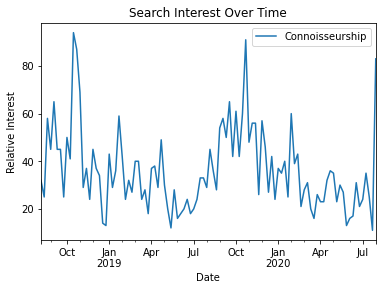 Search Interest Over Time
Connoisseurship
Relative Interest
80
60
40
20
Oct Jan Apr Jul Oct Jan Apr Jul
2019 2020
Date